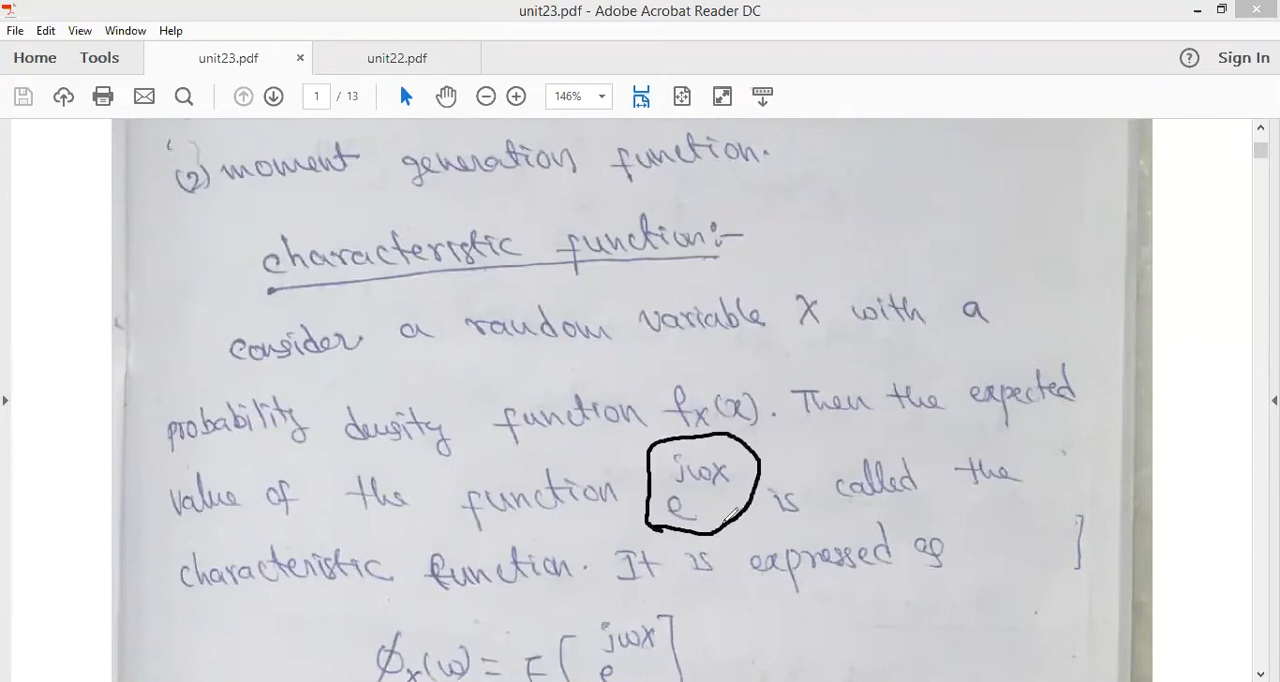 unit23.pdf - Adobe Acrobat Reader DC
File Edit View Window Help
Home Tools unit23.pdf × unit22.pdf ? Sign In
1 / 13 146%
(2) moment generation function.
characteristic function:-
consider a random variable X with a
probability density function fx(x). Then the expected
value of the function e^jωx is called the
characteristic function. It is expressed as ]
ϕx(ω) = E[e^jωx]